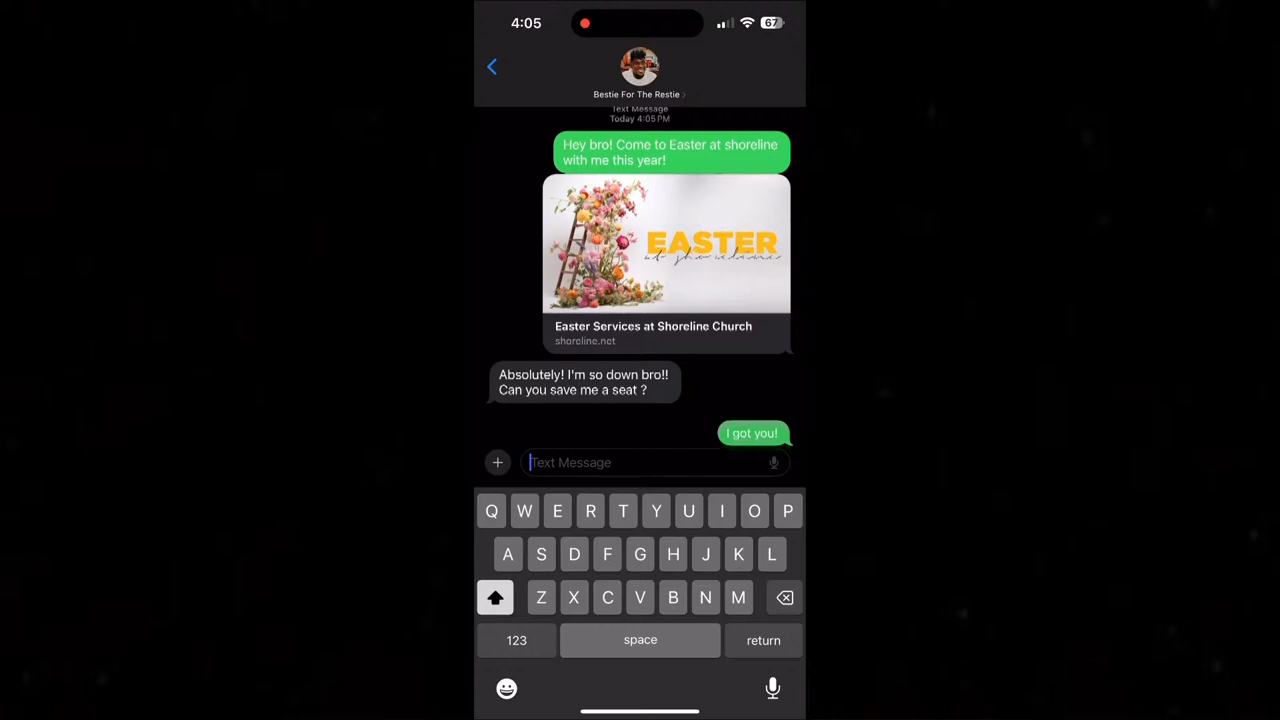 4:05
67
Bestie For The Restie
Text Message
Today 4:05 PM
Hey bro! Come to Easter at shoreline
with me this year!
EASTER
at shoreline
Easter Services at Shoreline Church
shoreline.net
Absolutely! I'm so down bro!!
Can you save me a seat ?
I got you!
Text Message
Q W E R T Y U I O P
A S D F G H J K L
Z X C V B N M
123 space return